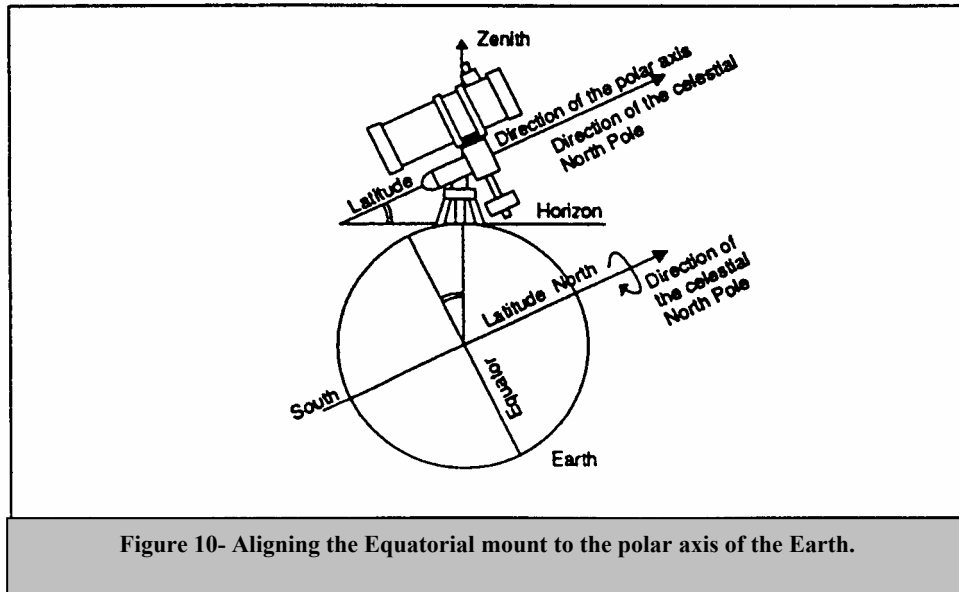 Zenith
Direction of the polar axis
Direction of the celestial
North Pole
Latitude
Horizon
Latitude North
Direction of
the celestial
North Pole
South
Equator
Earth
Figure 10- Aligning the Equatorial mount to the polar axis of the Earth.